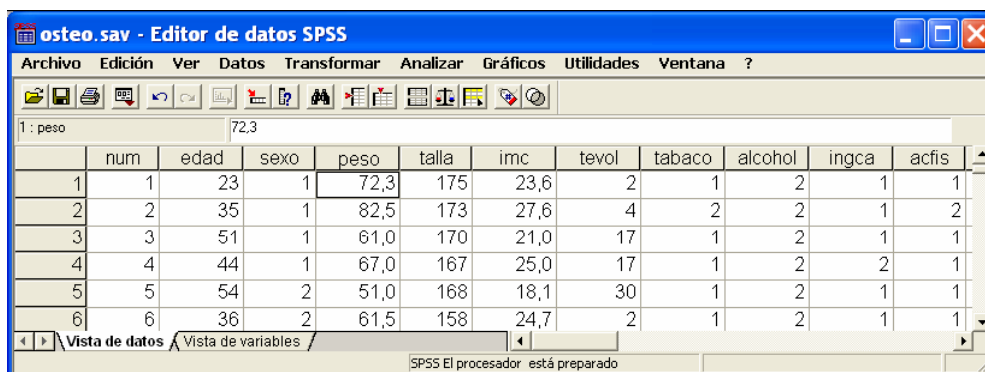 osteo.sav - Editor de datos SPSS
Archivo Edición Ver Datos Transformar Analizar Gráficos Utilidades Ventana ?
1 : peso 72,3
num edad sexo peso talla imc tevol tabaco alcohol ingca acfis
1 1 23 1 72,3 175 23,6 2 1 2 1 1
2 2 35 1 82,5 173 27,6 4 2 2 1 2
3 3 51 1 61,0 170 21,0 17 1 2 1 1
4 4 44 1 67,0 167 25,0 17 1 2 2 1
5 5 54 2 51,0 168 18,1 30 1 2 1 1
6 6 36 2 61,5 158 24,7 2 1 2 1 1
Vista de datos Vista de variables
SPSS El procesador está preparado